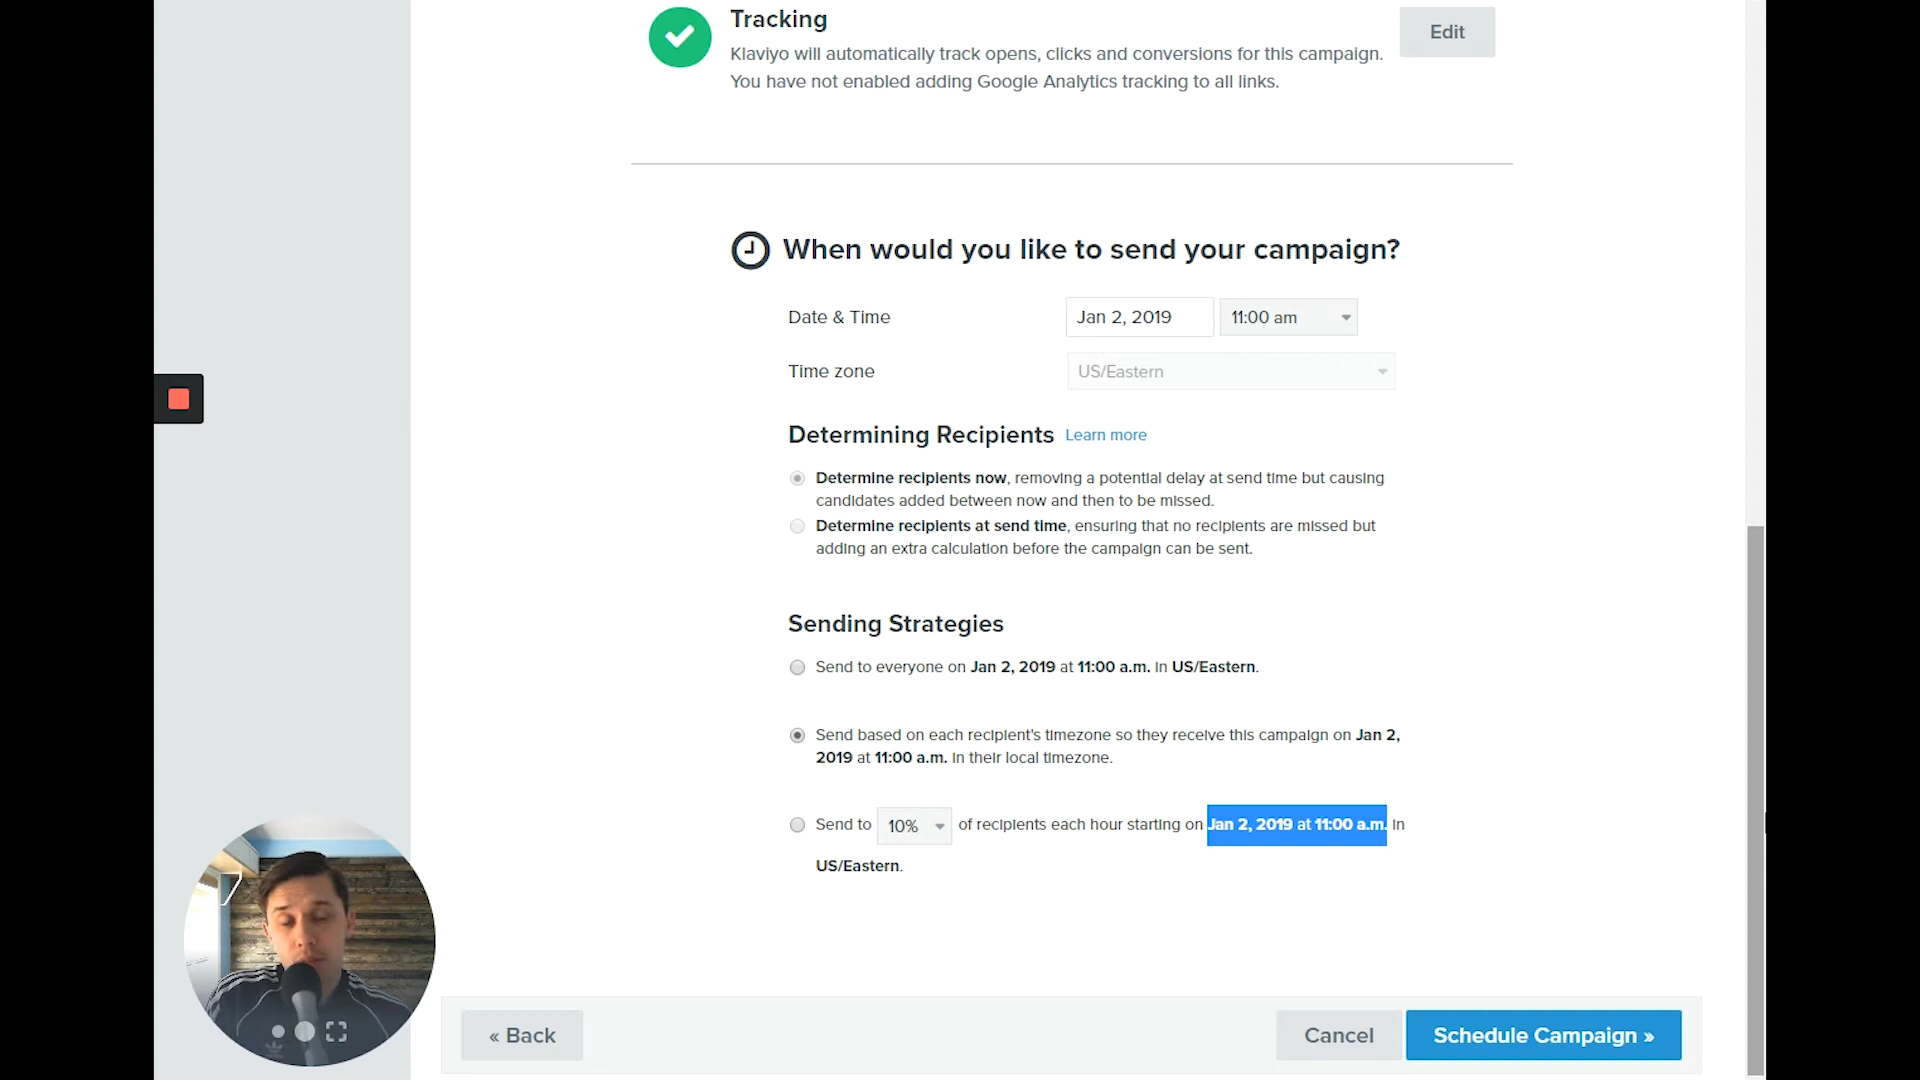 Tracking
Edit
Klaviyo will automatically track opens, clicks and conversions for this campaign.
You have not enabled adding Google Analytics tracking to all links.
When would you like to send your campaign?
Date & Time
Jan 2, 2019
11:00 am
Time zone
US/Eastern
Determining Recipients Learn more
Determine recipients now, removing a potential delay at send time but causing
candidates added between now and then to be missed.
Determine recipients at send time, ensuring that no recipients are missed but
adding an extra calculation before the campaign can be sent.
Sending Strategies
Send to everyone on Jan 2, 2019 at 11:00 a.m. in US/Eastern.
Send based on each recipient's timezone so they receive this campaign on Jan 2,
2019 at 11:00 a.m. in their local timezone.
Send to 10% of recipients each hour starting on Jan 2, 2019 at 11:00 a.m. in
US/Eastern.
« Back
Cancel
Schedule Campaign »